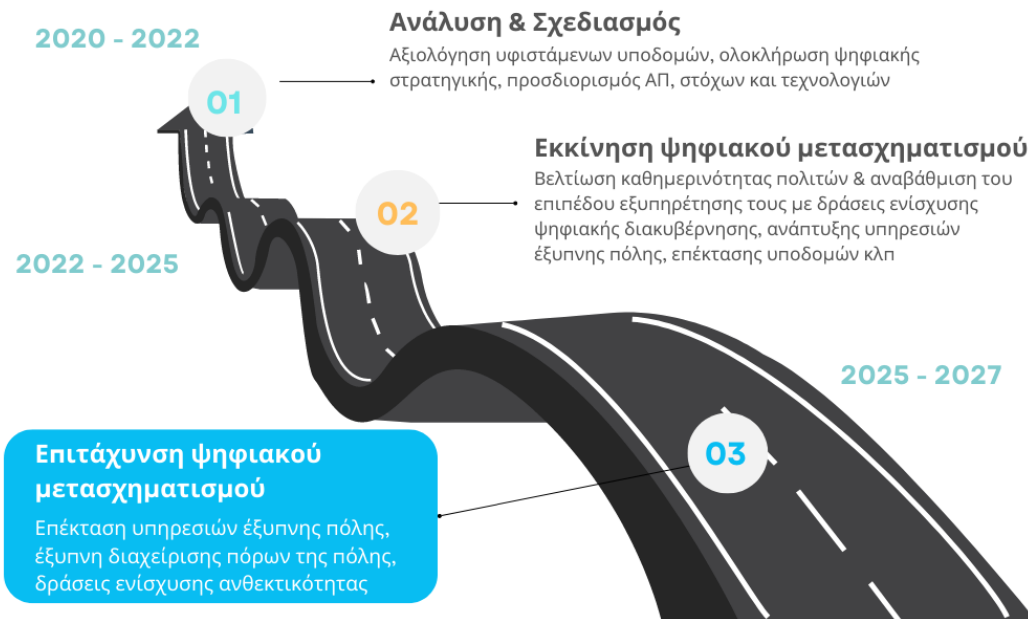 2020 - 2022
Ανάλυση & Σχεδιασμός
Αξιολόγηση υφιστάμενων υποδομών, ολοκλήρωση ψηφιακής
στρατηγικής, προσδιορισμός ΑΠ, στόχων και τεχνολογιών
01
Εκκίνηση ψηφιακού μετασχηματισμού
Βελτίωση καθημερινότητας πολιτών & αναβάθμιση του
επιπέδου εξυπηρέτησης τους με δράσεις ενίσχυσης
ψηφιακής διακυβέρνησης, ανάπτυξης υπηρεσιών
έξυπνης πόλης, επέκτασης υποδομών κλπ
02
2022 - 2025
2025 - 2027
03
Επιτάχυνση ψηφιακού
μετασχηματισμού
Επέκταση υπηρεσιών έξυπνης πόλης,
έξυπνη διαχείρισης πόρων της πόλης,
δράσεις ενίσχυσης ανθεκτικότητας